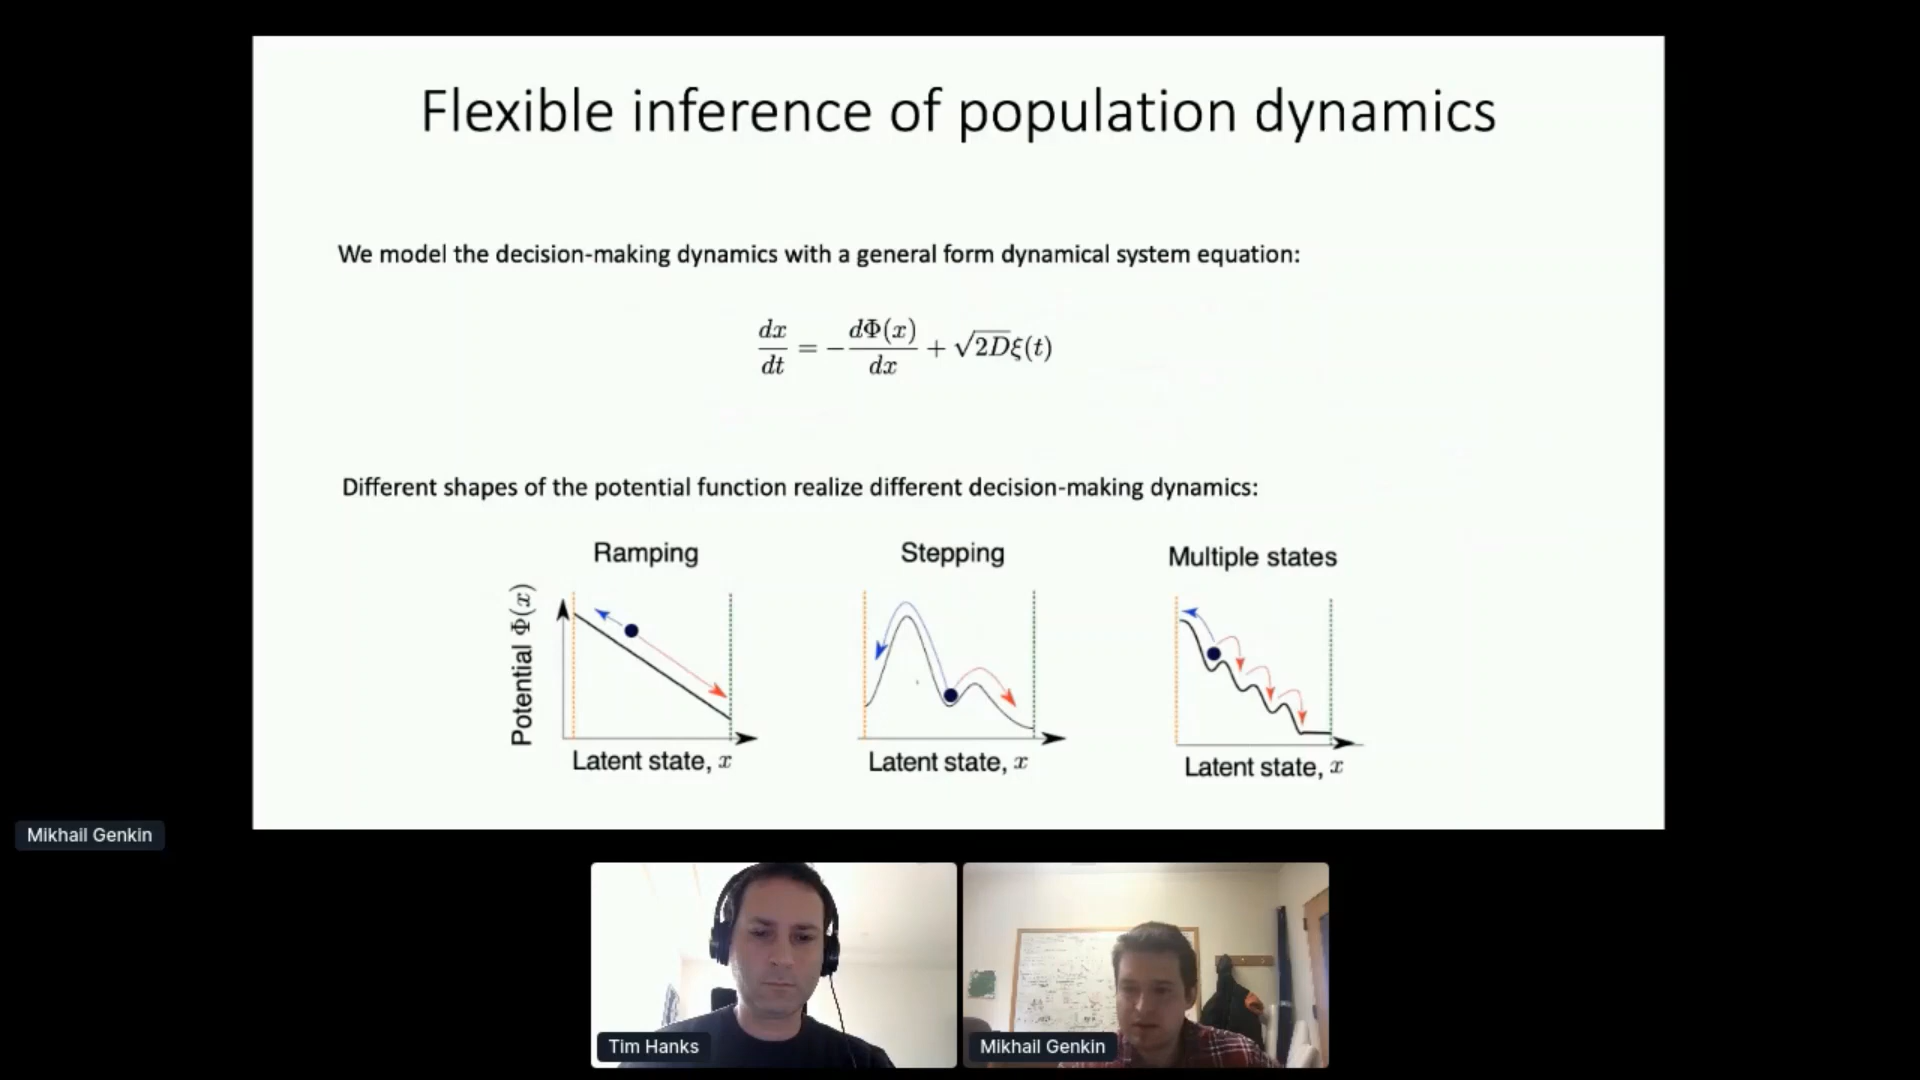 Flexible inference of population dynamics
We model the decision-making dynamics with a general form dynamical system equation:
dx/dt = −dΦ(x)/dx + √2Dξ(t)
Different shapes of the potential function realize different decision-making dynamics:
Ramping
Stepping
Multiple states
Potential Φ(x)
Latent state, x
Latent state, x
Latent state, x
Mikhail Genkin
Tim Hanks
Mikhail Genkin